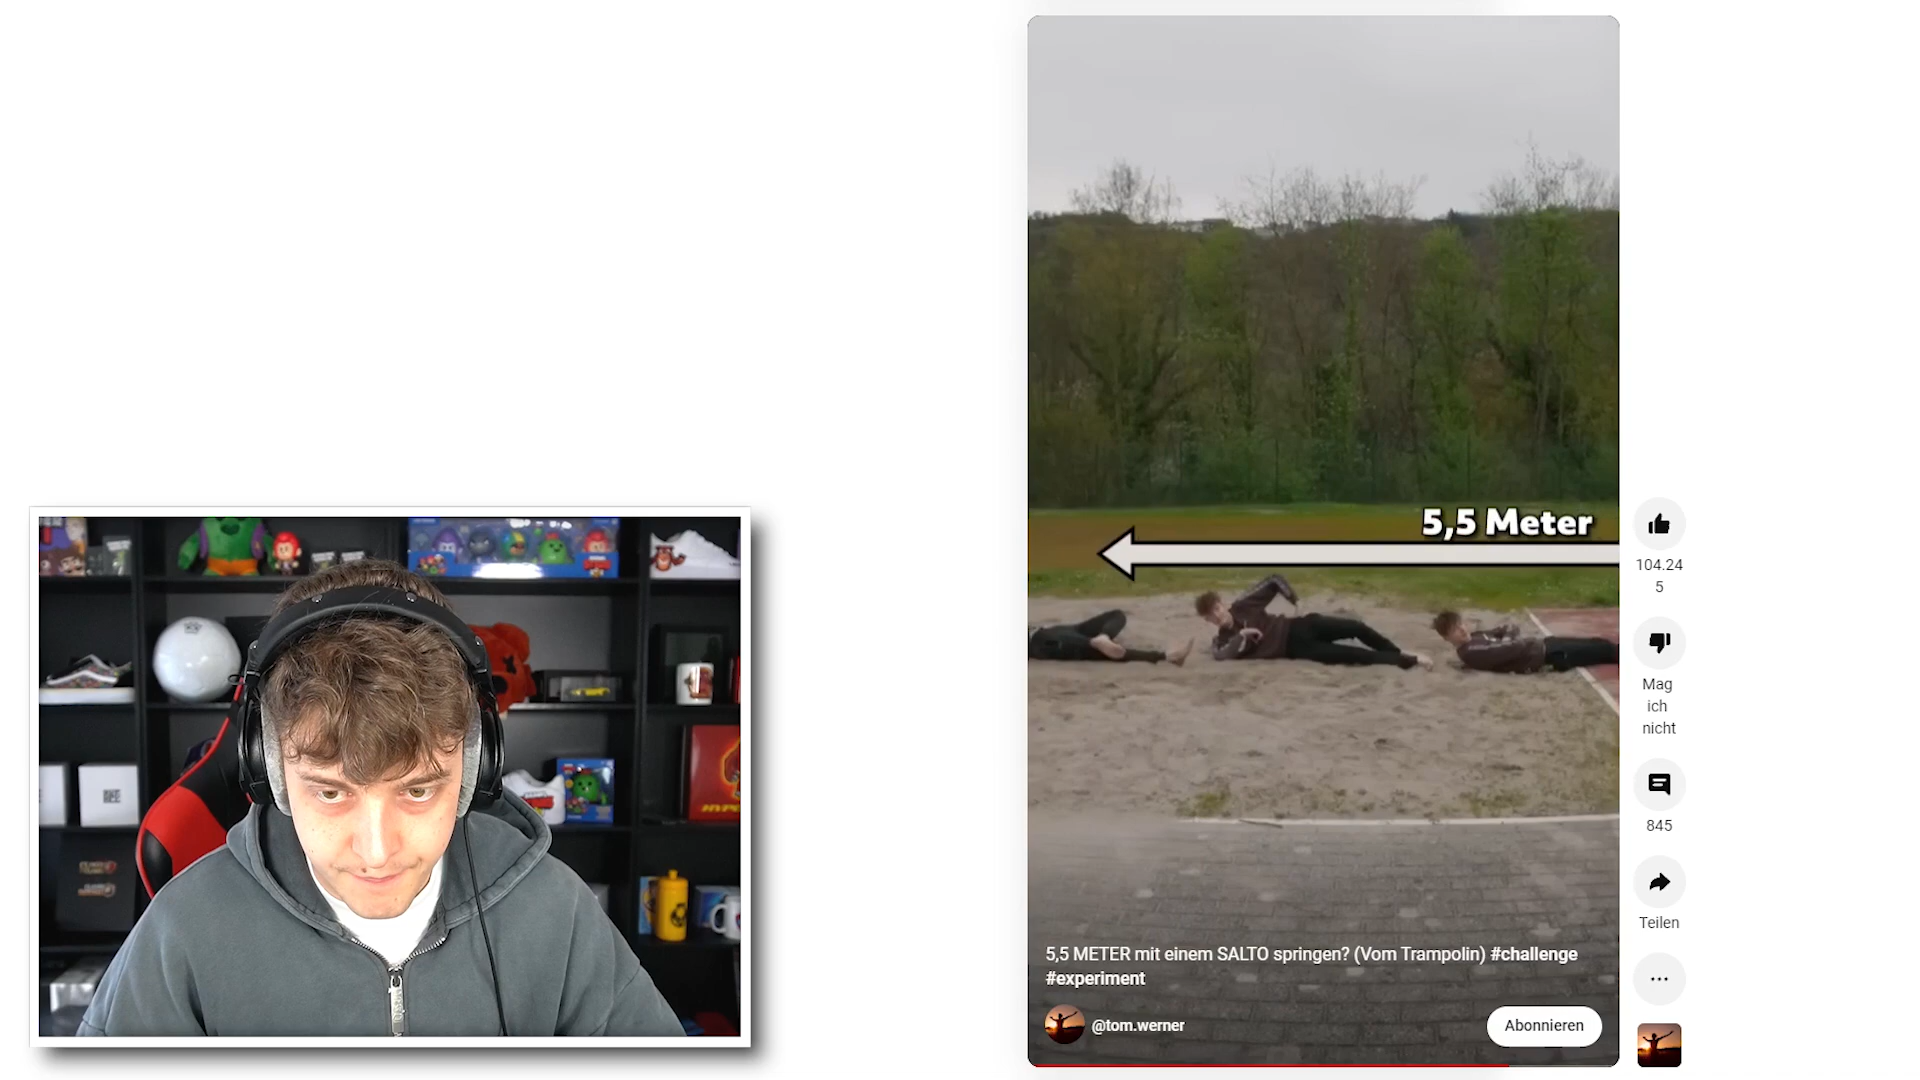 5,5 Meter
104.24
5
Mag
ich
nicht
845
Teilen
5,5 METER mit einem SALTO springen? (Vom Trampolin) #challenge
#experiment
@tom.werner
Abonnieren